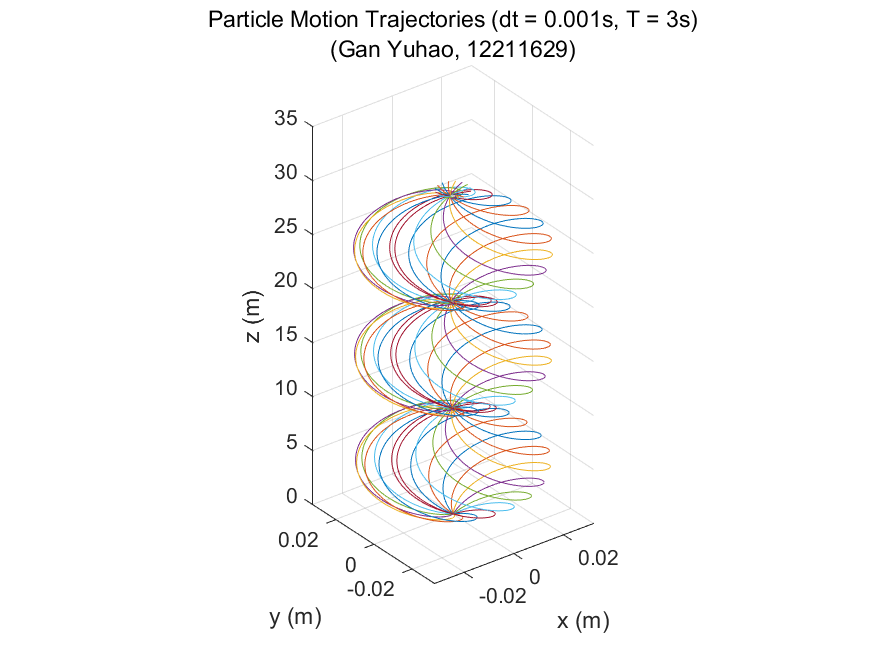 Particle Motion Trajectories (dt = 0.001s, T = 3s)
(Gan Yuhao, 12211629)
35
30
25
20
15
10
5
0
z (m)
0.02
0
-0.02
y (m)
-0.02
0
0.02
x (m)